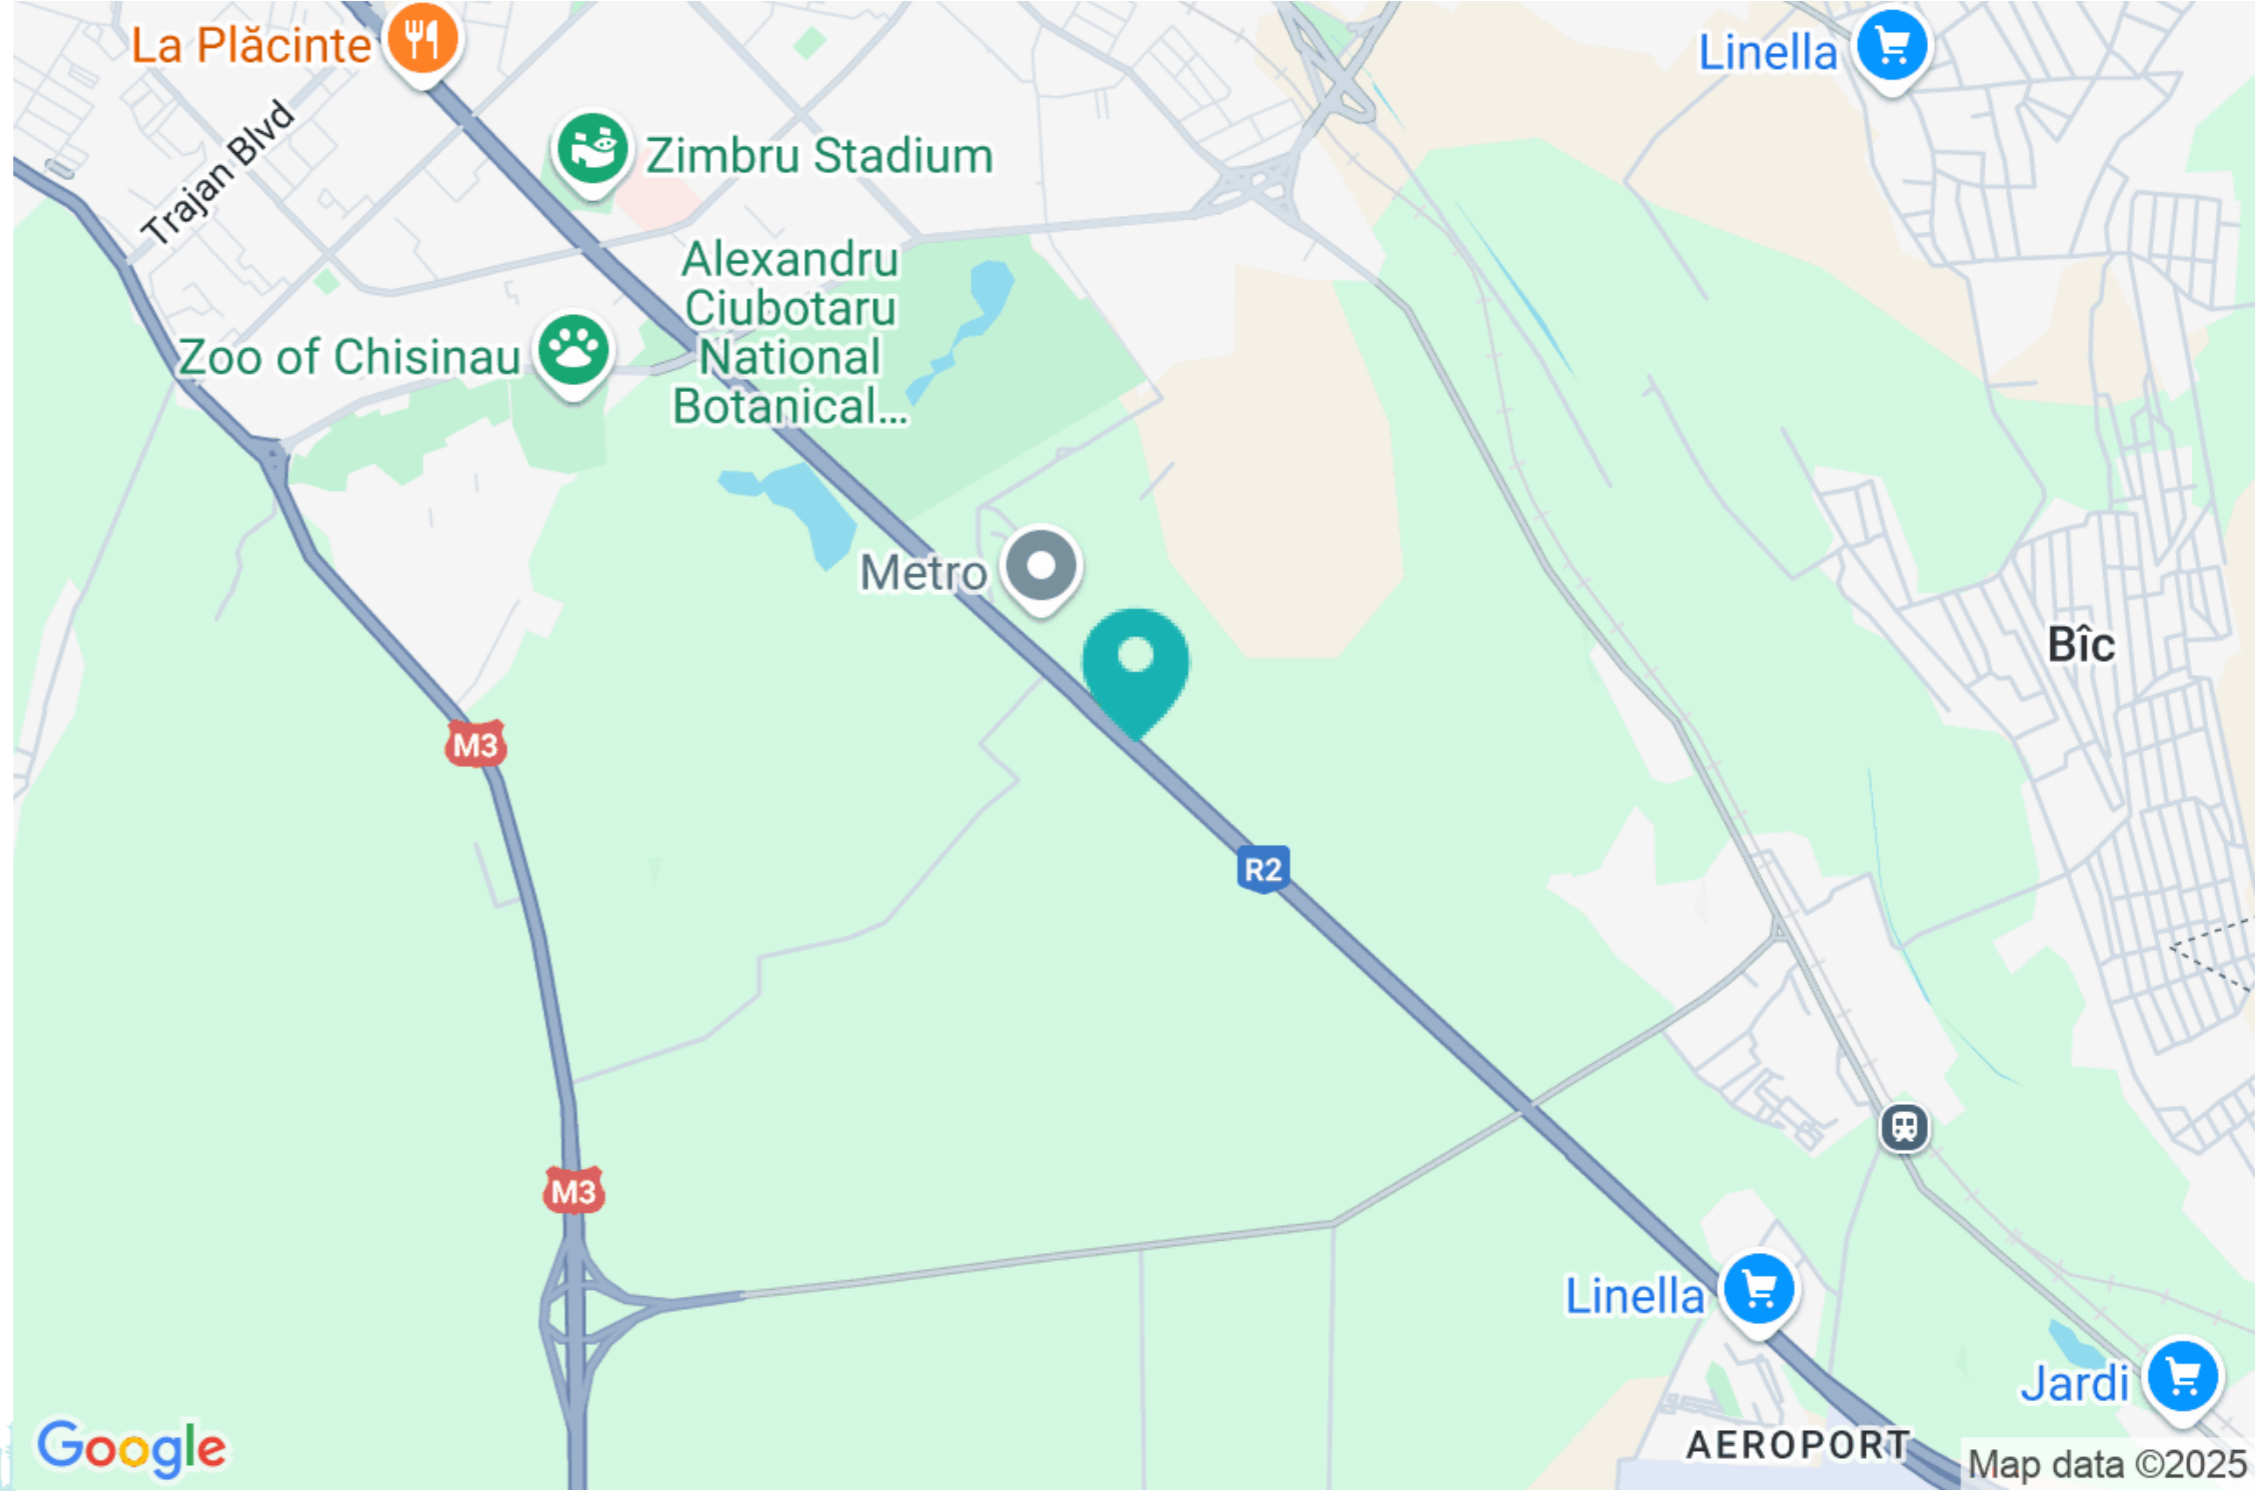 La Plăcinte
Linella
Trajan Blvd
Zimbru Stadium
Alexandru
Ciubotaru
National
Botanical...
Zoo of Chisinau
Metro
Bîc
M3
R2
M3
Linella
Jardi
AEROPORT
Google
Map data ©2025